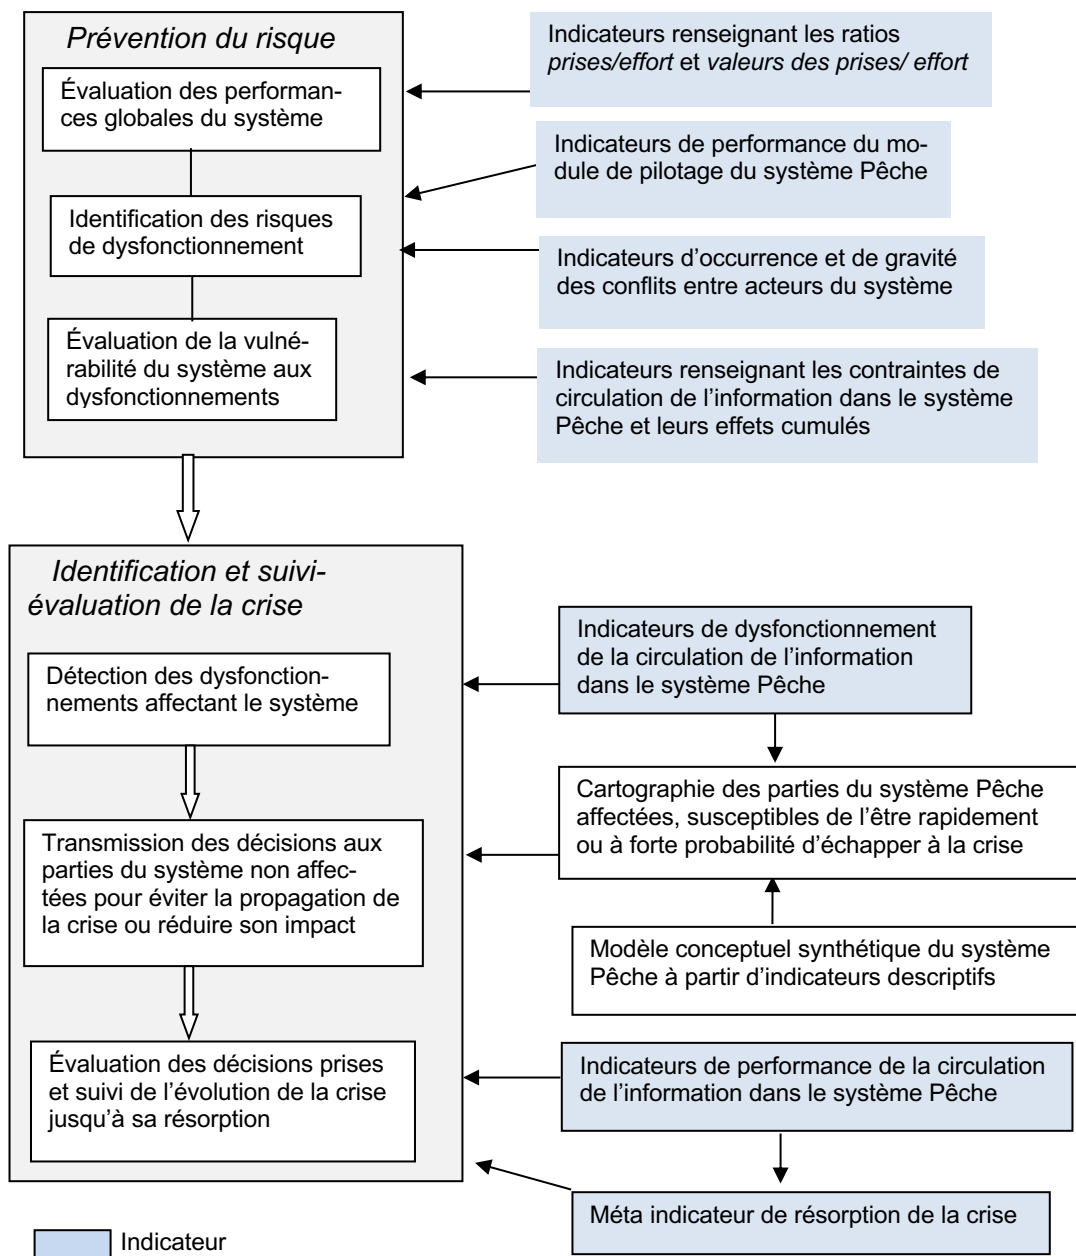 Prévention du risque
Évaluation des performan-
ces globales du système
Identification des risques
de dysfonctionnement
Évaluation de la vulné-
rabilité du système aux
dysfonctionnements
Indicateurs renseignant les ratios
prises/effort et valeurs des prises/ effort
Indicateurs de performance du mo-
dule de pilotage du système Pêche
Indicateurs d’occurrence et de gravité
des conflits entre acteurs du système
Indicateurs renseignant les contraintes de
circulation de l’information dans le système
Pêche et leurs effets cumulés
Identification et suivi-
évaluation de la crise
Détection des dysfonction-
nements affectant le système
Transmission des décisions aux
parties du système non affec-
tées pour éviter la propagation de
la crise ou réduire son impact
Évaluation des décisions prises
et suivi de l’évolution de la crise
jusqu’à sa résorption
Indicateurs de dysfonctionnement
de la circulation de l’information
dans le système Pêche
Cartographie des parties du système Pêche
affectées, susceptibles de l’être rapidement
ou à forte probabilité d’échapper à la crise
Modèle conceptuel synthétique du système
Pêche à partir d’indicateurs descriptifs
Indicateurs de performance de la circulation
de l’information dans le système Pêche
Méta indicateur de résorption de la crise
Indicateur